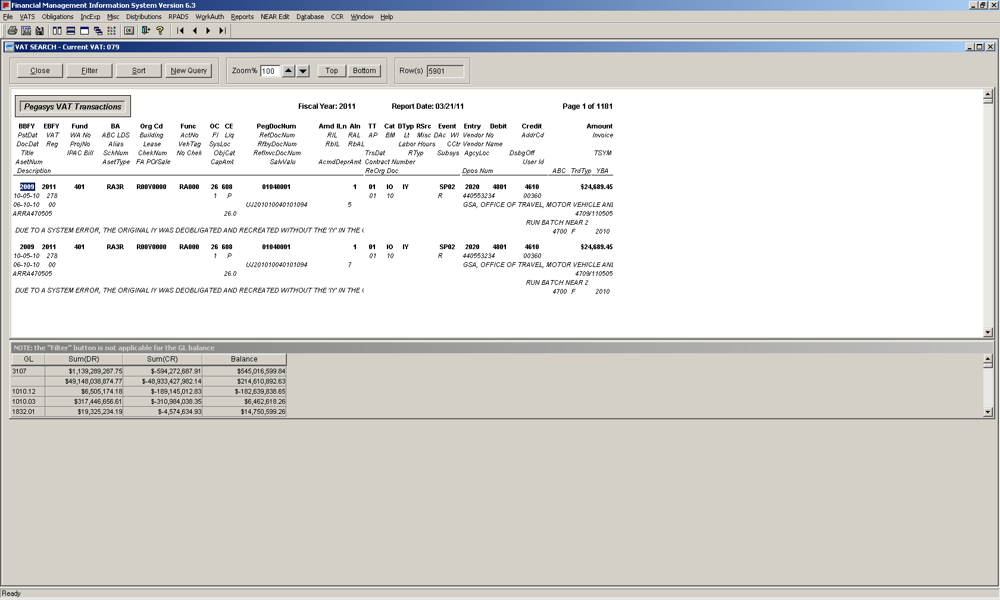 Financial Management Information System Version 6.3
File VATS Obligations IncExp Misc Distributions RPADS WorkAuth Reports NEAR Edit Database CCR Window Help
OK
VAT SEARCH - Current VAT: 079
Close Filter Sort New Query Zoom% 100 Top Bottom Row(s) 5901
Pegasys VAT Transactions Fiscal Year: 2011 Report Date: 03/21/11 Page 1 of 1181
BBFY EBFY Fund BA Org Cd Func OC CE PegDocNum Amd ILn Aln TT Cat DTyp RSrc Event Entry Debit Credit Amount
PstDat VAT WA No ABC LDS Building ActNo FI Liq RefDocNum RIL RAL AP BM Lt Misc DAc WI Vendor No AddrCd Invoice
DocDat Reg ProjNo Alias Lease VehTag SysLoc RfbyDocNum RbIL RbAL Labor Hours CCtr Vendor Name
Title IPAC Bill SchNum ChekNum No Chek ObjCat RefInvcDocNum TrsDat RTyp Subsys AgcyLoc DsbgOff TSYM
AsetNum AsetType FA PO/Sale CapAmt SalvValu AcmdDeprAmt Contract Number User Id
Description ReOrg Doc Dpos Num ABC TrdTyp YBA
2009 2011 401 RA3R R00Y0000 RA000 26 608 01040001 1 01 IO IY SP02 2020 4801 4610 $24,689.45
10-05-10 278 1 P 01 10 R 440553234 00360
06-10-10 00 UJ201010040101094 5 GSA, OFFICE OF TRAVEL, MOTOR VEHICLE AND
ARRA470505 26.0 4709/110505
RUN BATCH NEAR 2
DUE TO A SYSTEM ERROR, THE ORIGINAL IY WAS DEOBLIGATED AND RECREATED WITHOUT THE 'IY' IN THE 4700 F 2010
2009 2011 401 RA3R R00Y0000 RA000 26 608 01040001 1 01 IO IY SP02 2020 4801 4610 $24,689.45
10-05-10 278 1 P 01 10 R 440553234 00360
06-10-10 00 UJ201010040101094 7 GSA, OFFICE OF TRAVEL, MOTOR VEHICLE AND
ARRA470505 26.0 4709/110505
RUN BATCH NEAR 2
DUE TO A SYSTEM ERROR, THE ORIGINAL IY WAS DEOBLIGATED AND RECREATED WITHOUT THE 'IY' IN THE 4700 F 2010
NOTE: the "Filter" button is not applicable for the GL balance
GL Sum(DR) Sum(CR) Balance
3107 $1,139,289,287.75 $-594,272,687.91 $545,016,599.84
$49,148,038,874.77 $-48,933,427,982.14 $214,610,892.63
1010.12 $6,505,174.18 $-189,145,012.83 $-182,639,838.65
1010.03 $317,446,656.61 $-310,984,038.35 $6,462,618.26
1832.01 $19,325,234.19 $-4,574,634.93 $14,750,599.26
Ready